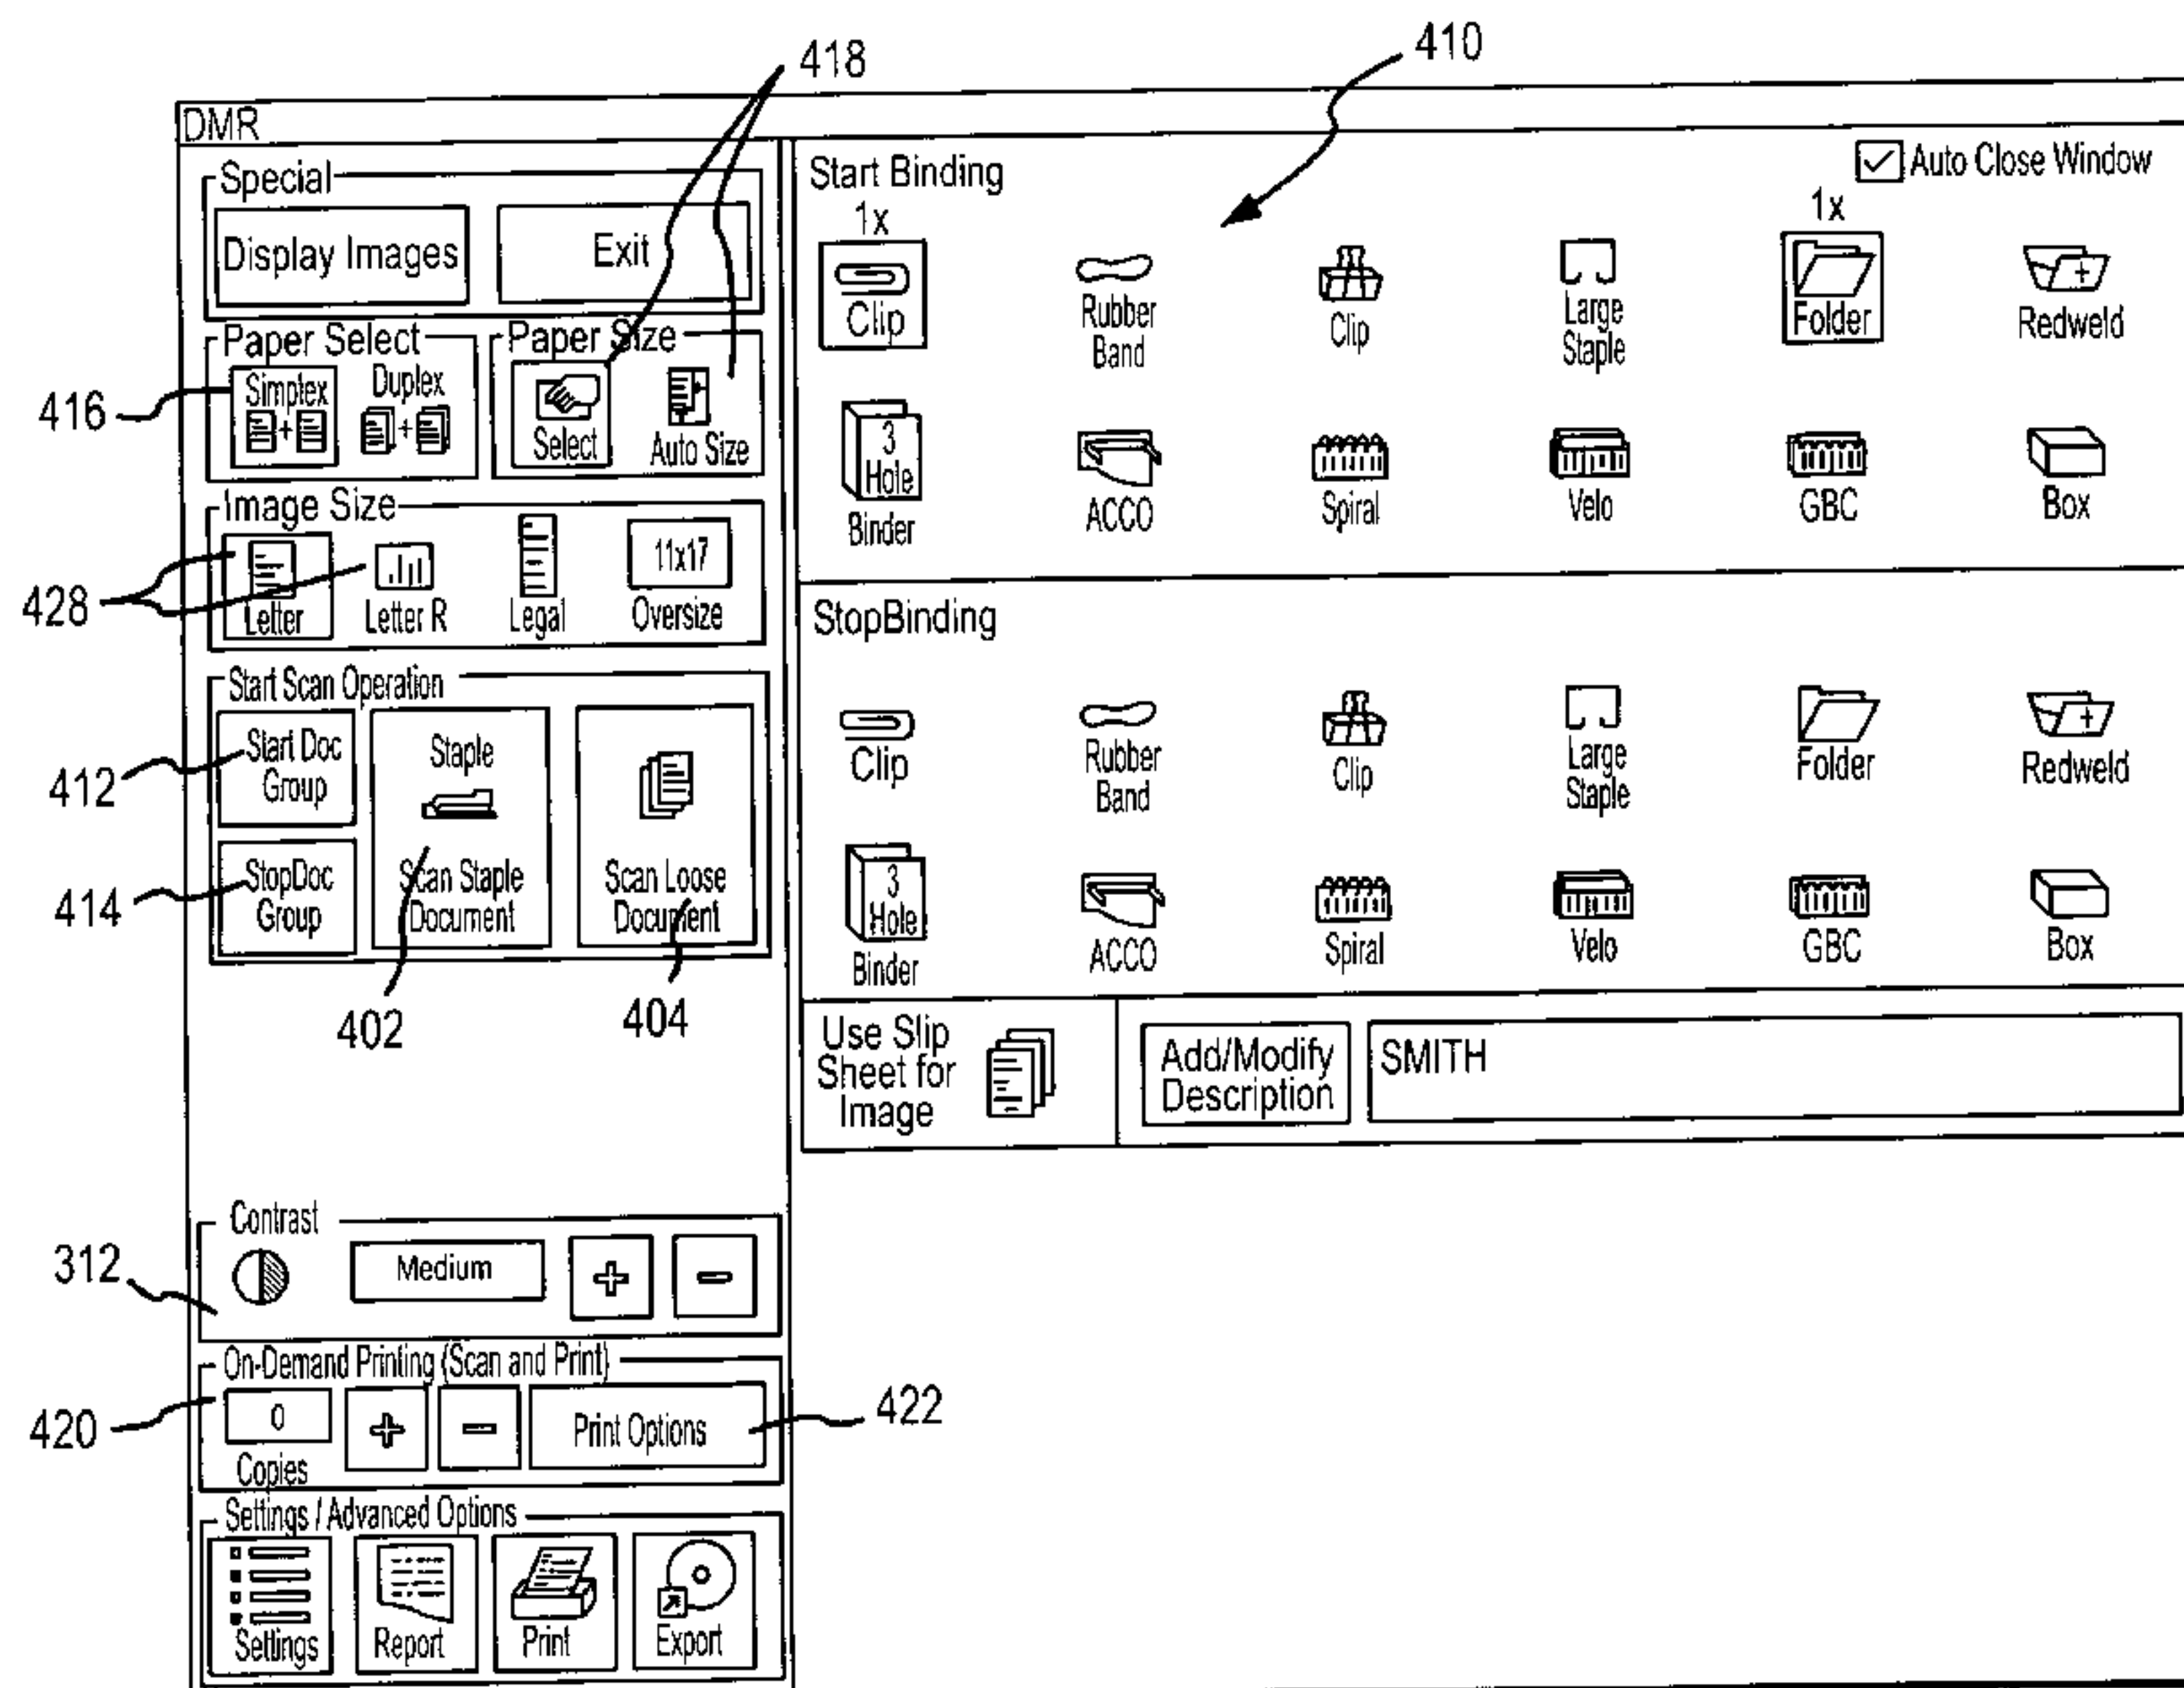 418
410
DMR
Special
Display Images
Exit
Paper Select
Simplex
Duplex
416
Paper Size
Select
Auto Size
Image Size
428
Letter
Letter R
Legal
11x17
Oversize
Start Scan Operation
Start Doc
Group
412
StopDoc
Group
414
Staple
Scan Staple
Document
402
Scan Loose
Document
404
Contrast
312
Medium
+
-
On-Demand Printing (Scan and Print)
420
0
Copies
+
-
Print Options
422
Settings / Advanced Options
Settings
Report
Print
Export
Start Binding
Auto Close Window
1x
Clip
Rubber
Band
Clip
Large
Staple
1x
Folder
Redweld
3
Hole
Binder
ACCO
Spiral
Velo
GBC
Box
StopBinding
Clip
Rubber
Band
Clip
Large
Staple
Folder
Redweld
3
Hole
Binder
ACCO
Spiral
Velo
GBC
Box
Use Slip
Sheet for
Image
Add/Modify
Description
SMITH